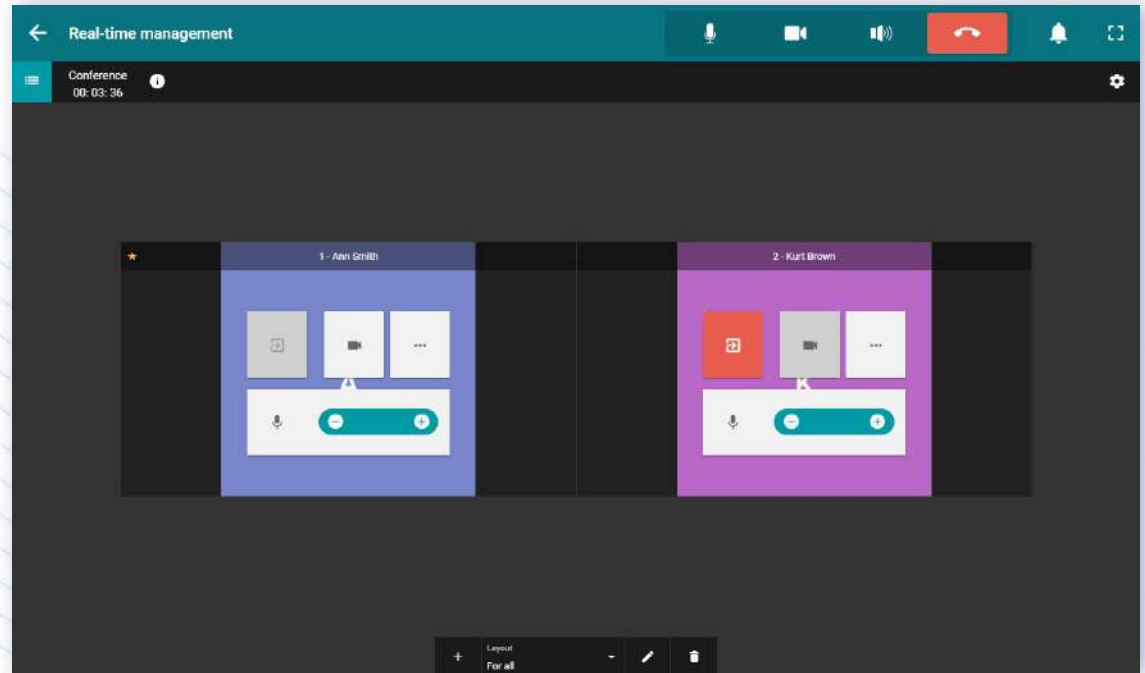 Real-time management
Conference
00:03:36
1 - Ann Smith
2 - Kurt Brown
A
K
Layout
For all